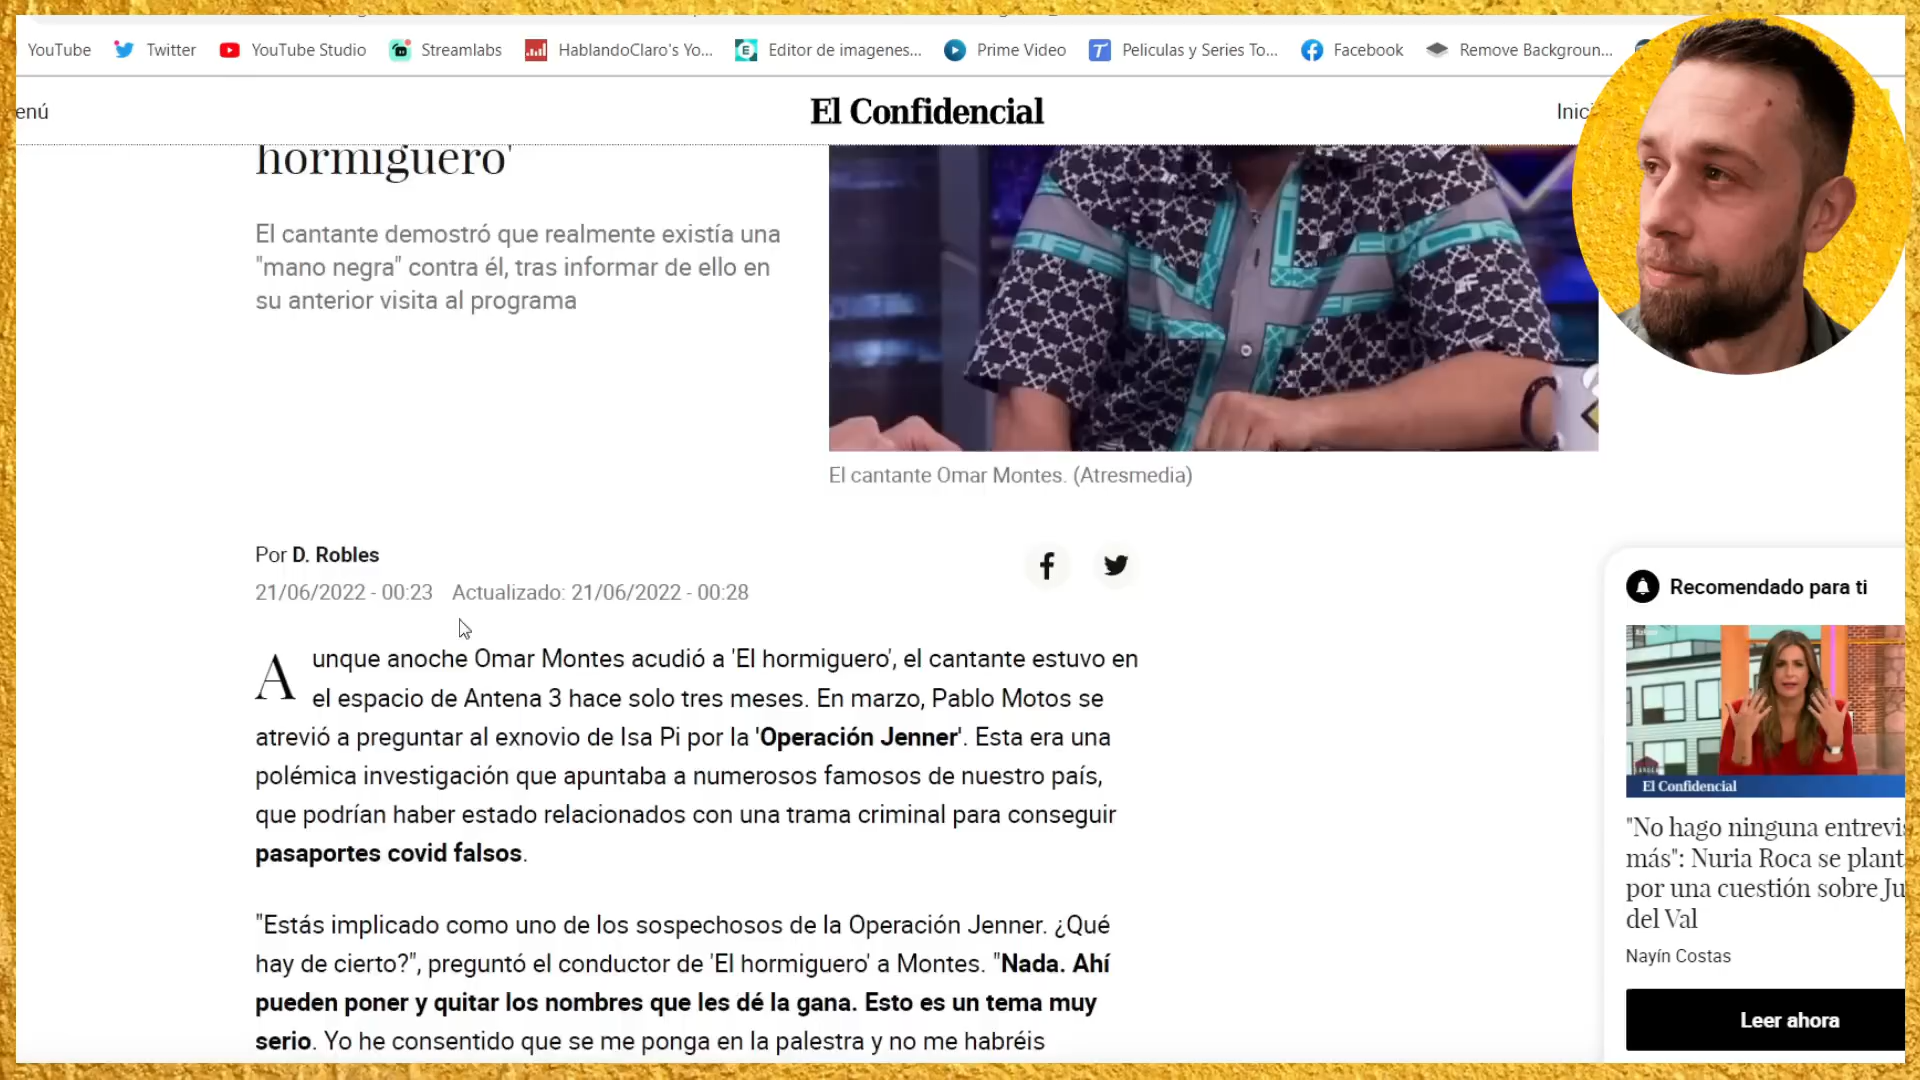 YouTube Twitter YouTube Studio Streamlabs HablandoClaro's Yo... Editor de imagenes... Prime Video Peliculas y Series To... Facebook Remove Backgroun...
enú
El Confidencial
Inici
hormiguero'
El cantante demostró que realmente existía una
"mano negra" contra él, tras informar de ello en
su anterior visita al programa
El cantante Omar Montes. (Atresmedia)
Por D. Robles
21/06/2022 - 00:23 Actualizado: 21/06/2022 - 00:28
Aunque anoche Omar Montes acudió a 'El hormiguero', el cantante estuvo en
el espacio de Antena 3 hace solo tres meses. En marzo, Pablo Motos se
atrevió a preguntar al exnovio de Isa Pi por la 'Operación Jenner'. Esta era una
polémica investigación que apuntaba a numerosos famosos de nuestro país,
que podrían haber estado relacionados con una trama criminal para conseguir
pasaportes covid falsos.
"Estás implicado como uno de los sospechosos de la Operación Jenner. ¿Qué
hay de cierto?", preguntó el conductor de 'El hormiguero' a Montes. "Nada. Ahí
pueden poner y quitar los nombres que les dé la gana. Esto es un tema muy
serio. Yo he consentido que se me ponga en la palestra y no me habréis
Recomendado para ti
El Confidencial
"No hago ninguna entrevis
más": Nuria Roca se plant
por una cuestión sobre Ju
del Val
Nayín Costas
Leer ahora